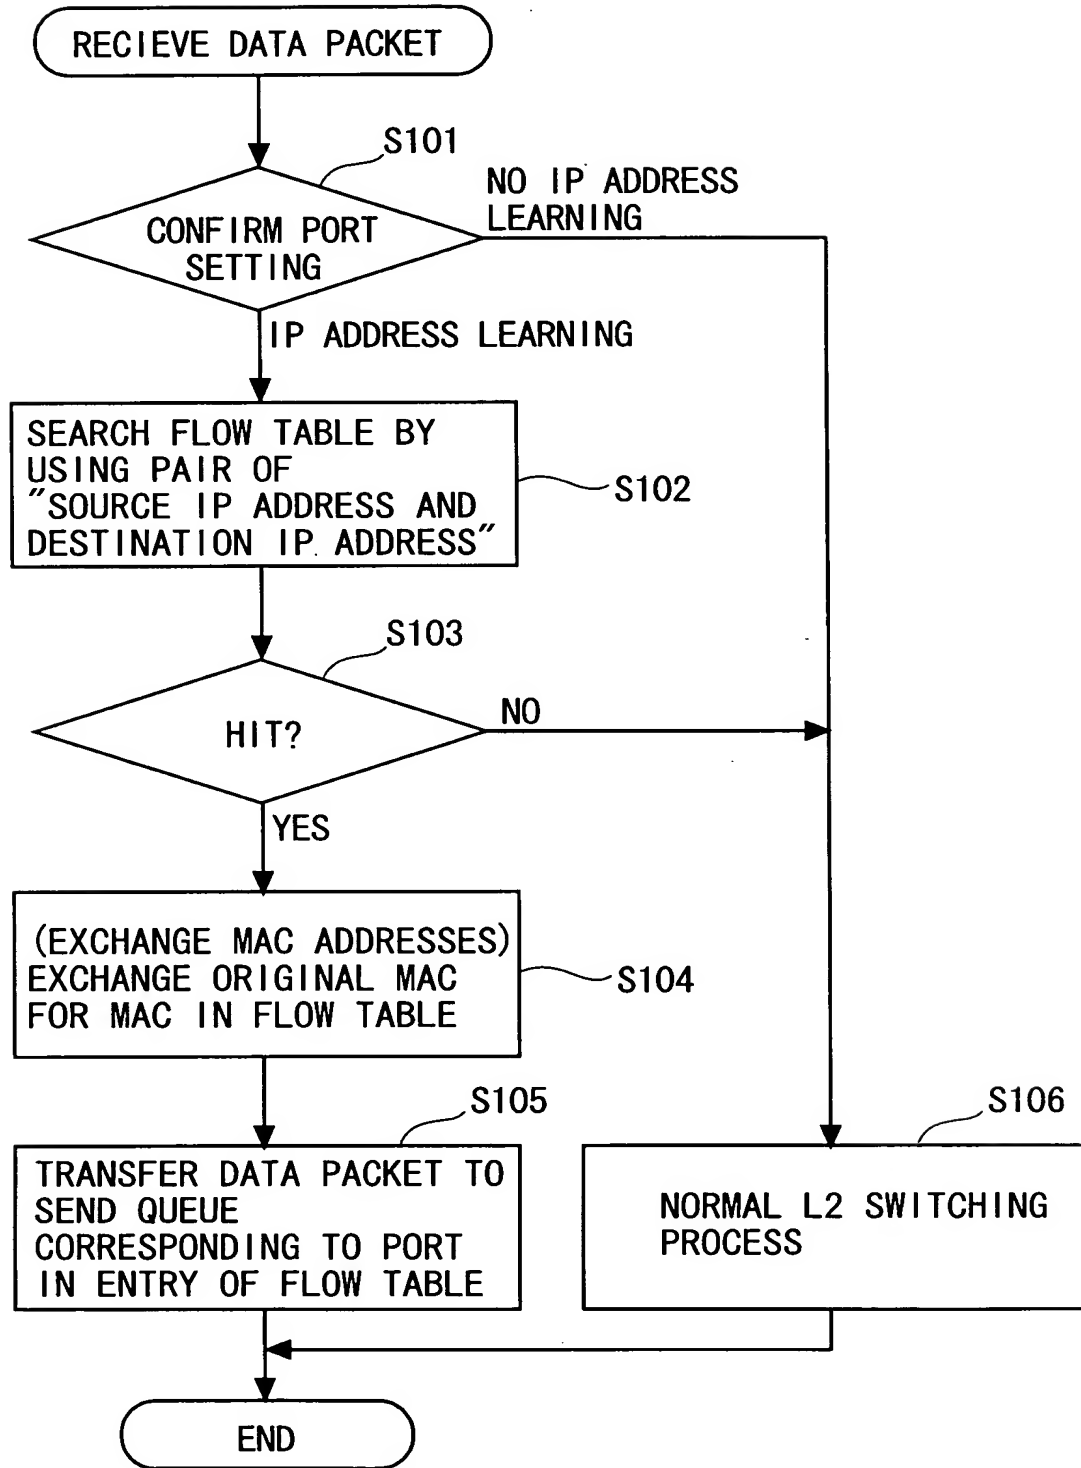 RECIEVE DATA PACKET
S101
NO IP ADDRESS
LEARNING
CONFIRM PORT
SETTING
IP ADDRESS LEARNING
SEARCH FLOW TABLE BY
USING PAIR OF
"SOURCE IP ADDRESS AND
DESTINATION IP ADDRESS"
S102
S103
HIT?
NO
YES
(EXCHANGE MAC ADDRESSES)
EXCHANGE ORIGINAL MAC
FOR MAC IN FLOW TABLE
S104
S105
TRANSFER DATA PACKET TO
SEND QUEUE
CORRESPONDING TO PORT
IN ENTRY OF FLOW TABLE
S106
NORMAL L2 SWITCHING
PROCESS
END